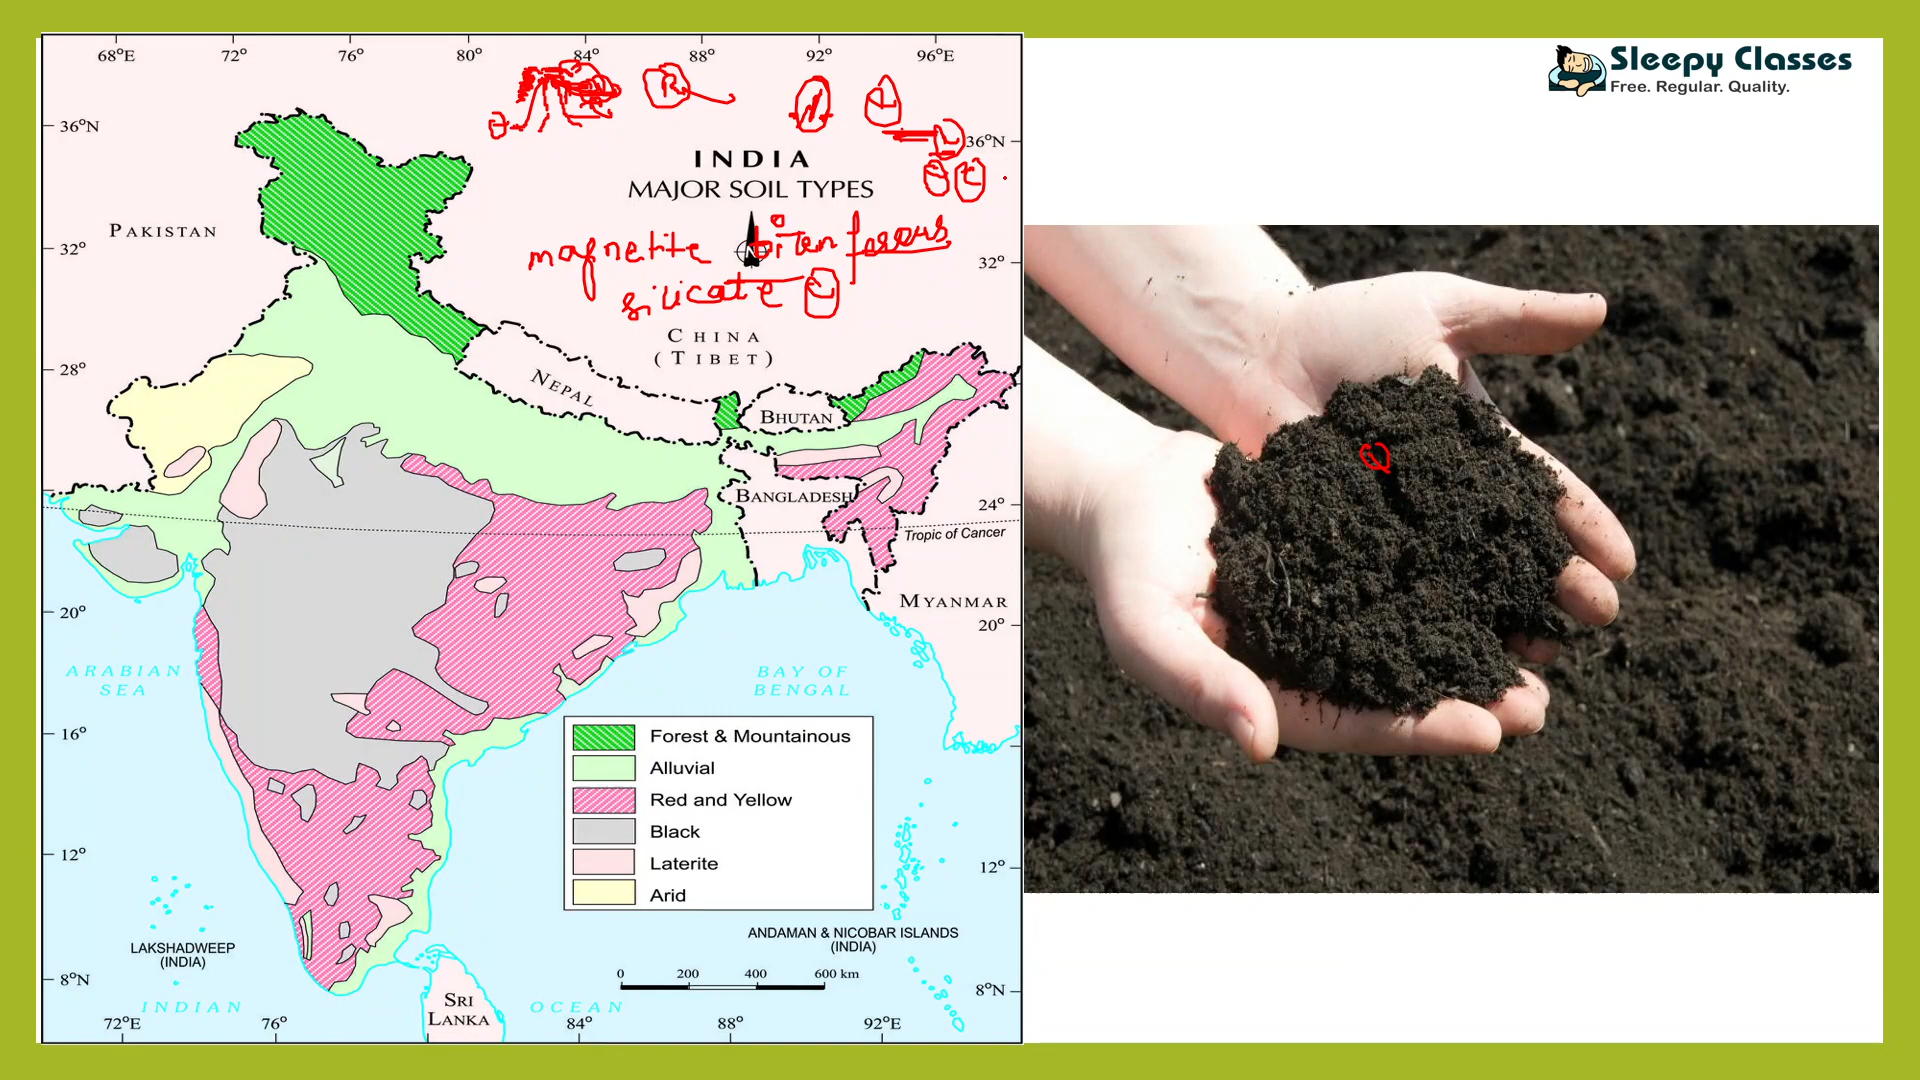 68°E 72° 76° 80° 84° 88° 92° 96°E
36°N
36°N
INDIA
MAJOR SOIL TYPES
PAKISTAN
magnetite
silicate
N
32°
32°
CHINA
(TIBET)
28°
28°
NEPAL
BHUTAN
BANGLADESH
24°
Tropic of Cancer
MYANMAR
20°
20°
ARABIAN
SEA
BAY OF
BENGAL
16°
Forest & Mountainous
Alluvial
Red and Yellow
Black
Laterite
Arid
12°
12°
LAKSHADWEEP
(INDIA)
ANDAMAN & NICOBAR ISLANDS
(INDIA)
0 200 400 600 km
8°N
8°N
INDIAN OCEAN
SRI
LANKA
72°E 76° 84° 88° 92°E
Sleepy Classes
Free. Regular. Quality.